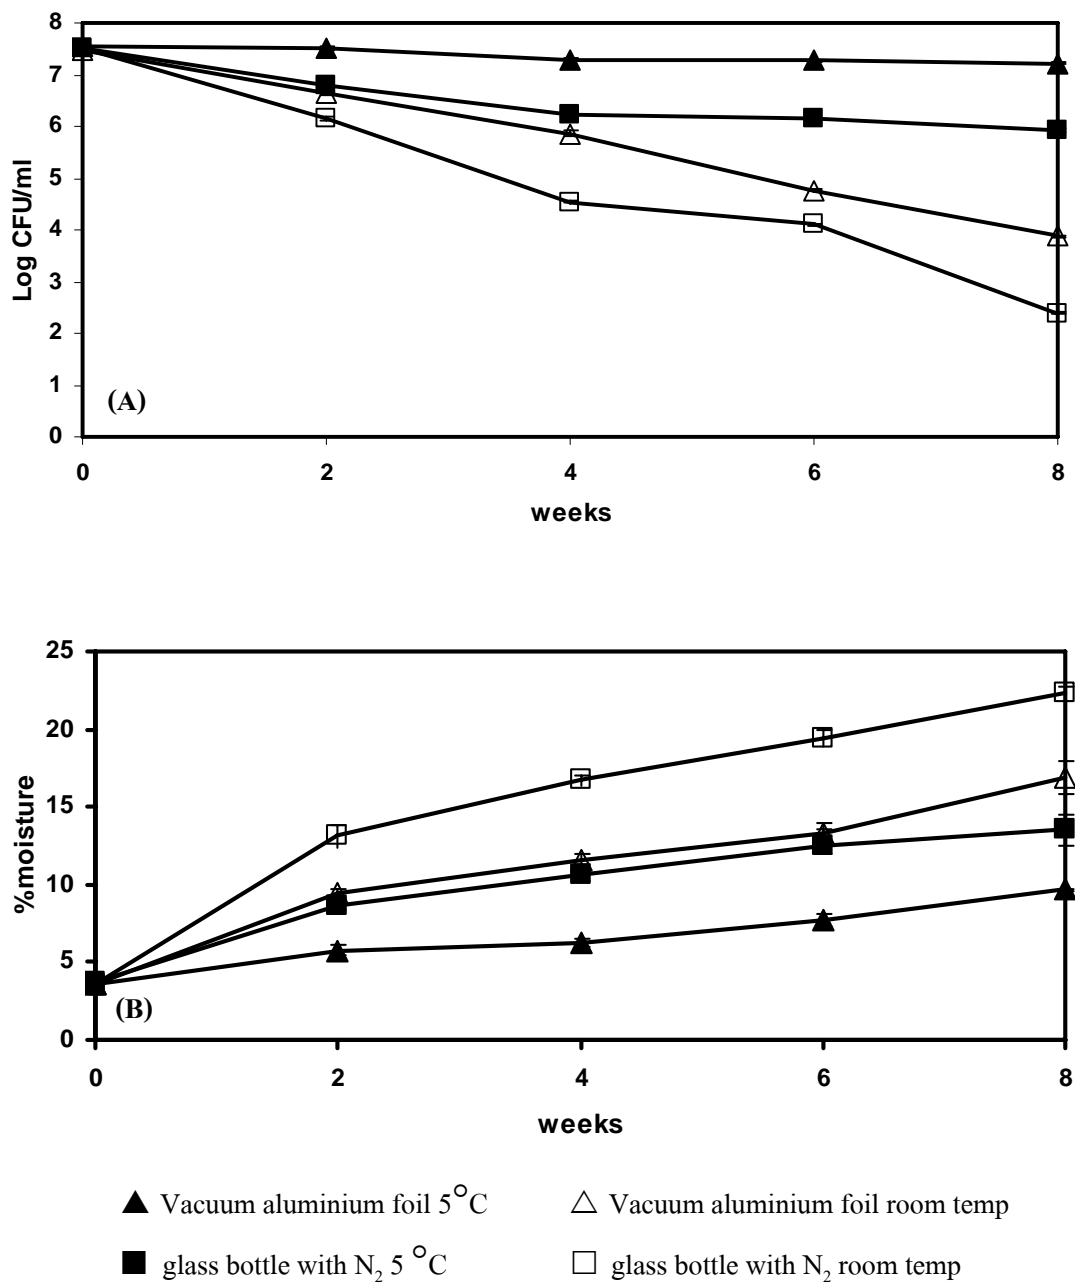 8
7
6
5
4
3
2
1
0
Log CFU/ml
(A)
0 2 4 6 8
weeks
25
20
15
10
5
0
%moisture
(B)
0 2 4 6 8
weeks
Vacuum aluminium foil 5°C Vacuum aluminium foil room temp
glass bottle with N₂ 5 °C glass bottle with N₂ room temp